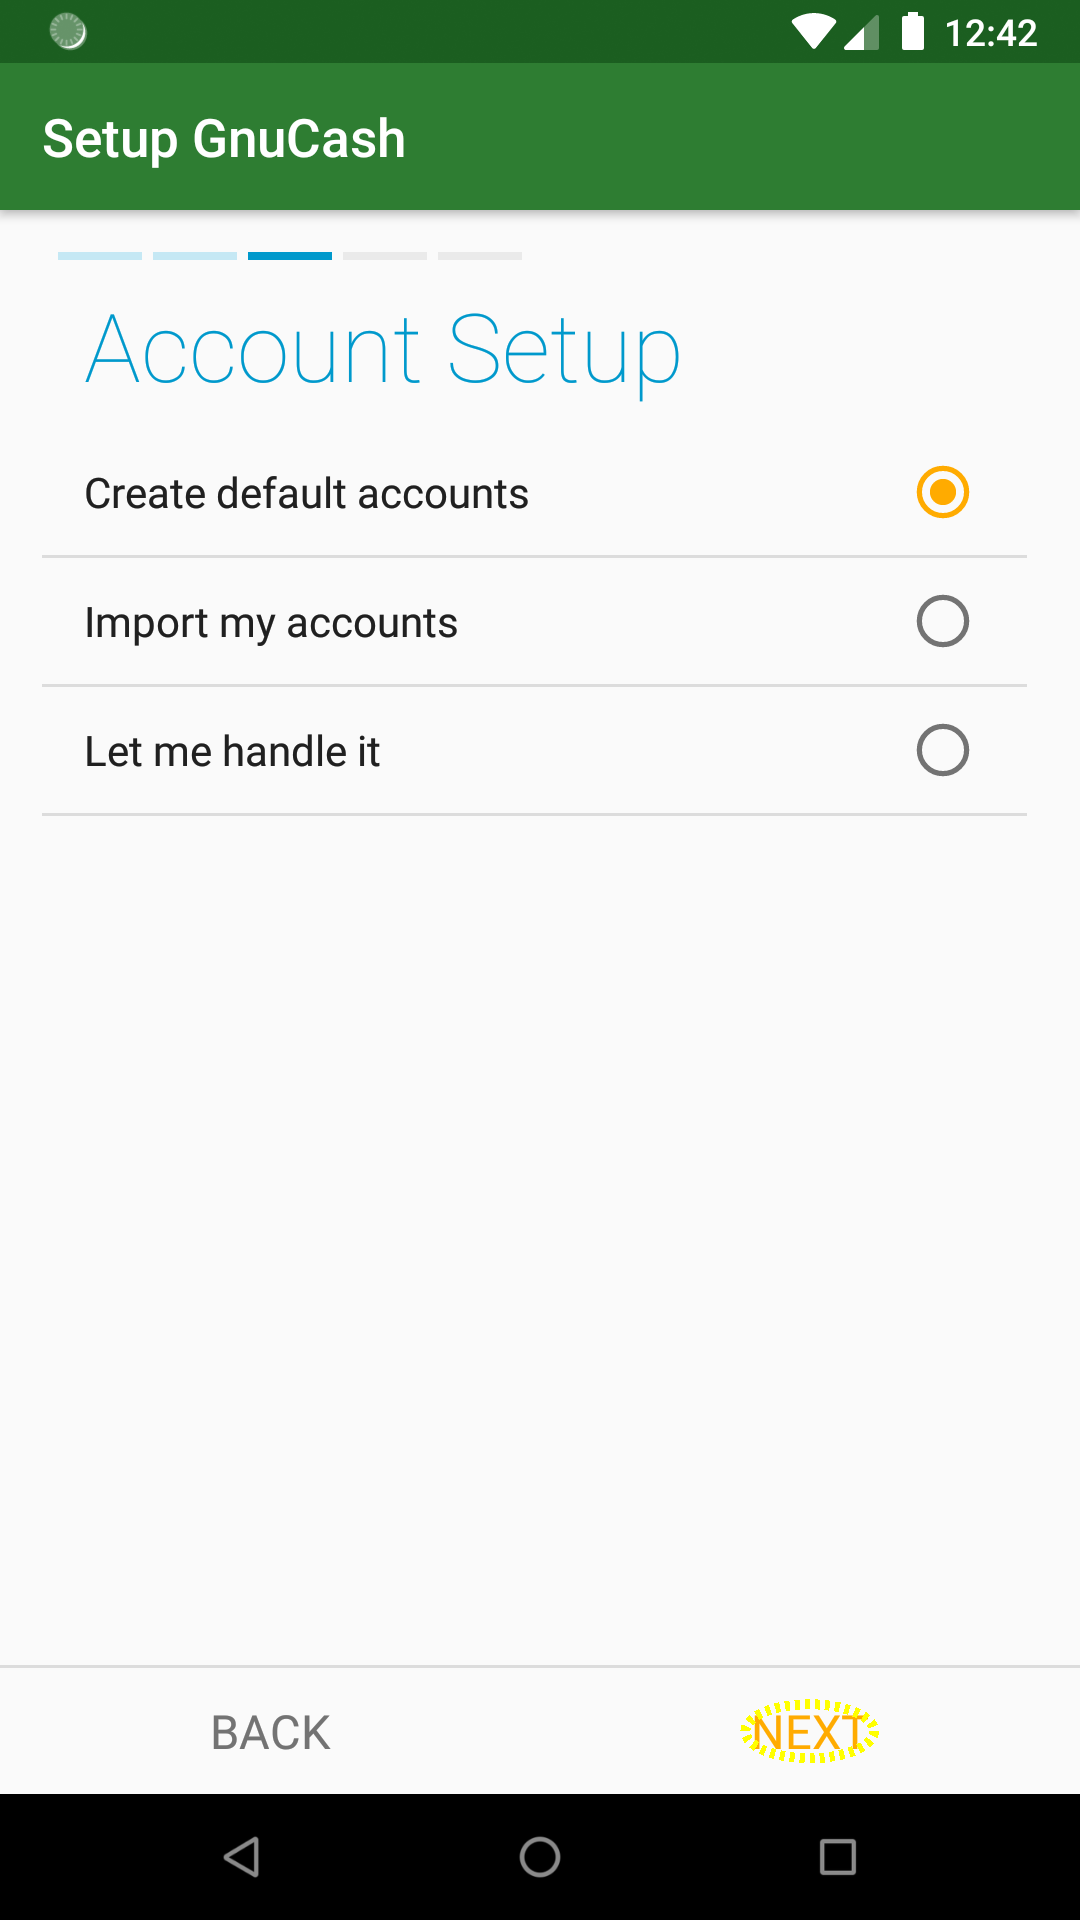 12:42
Setup GnuCash
Account Setup
Create default accounts
Import my accounts
Let me handle it
BACK NEXT